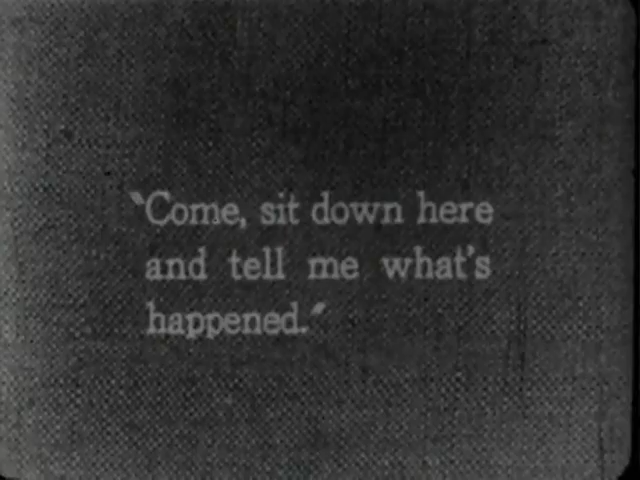 "Come, sit down here
and tell me what's
happened."